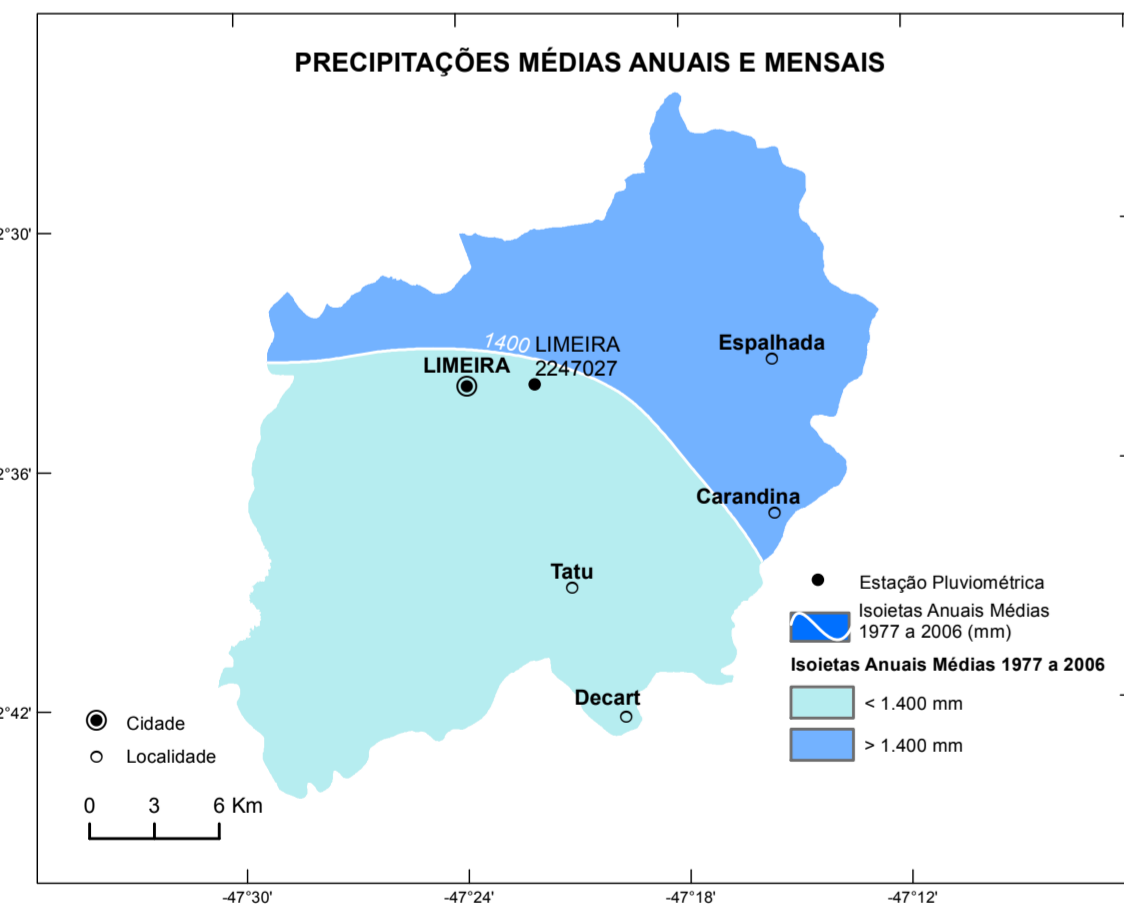 PRECIPITAÇÕES MÉDIAS ANUAIS E MENSAIS
2°30'
1400
LIMEIRA
2247027
Espalhada
LIMEIRA
2°36'
Carandina
Tatu
Estação Pluviométrica
Isoietas Anuais Médias
1977 a 2006 (mm)
Isoietas Anuais Médias 1977 a 2006
< 1.400 mm
> 1.400 mm
Decart
2°42'
Cidade
Localidade
0 3 6 Km
-47°30' -47°24' -47°18' -47°12'